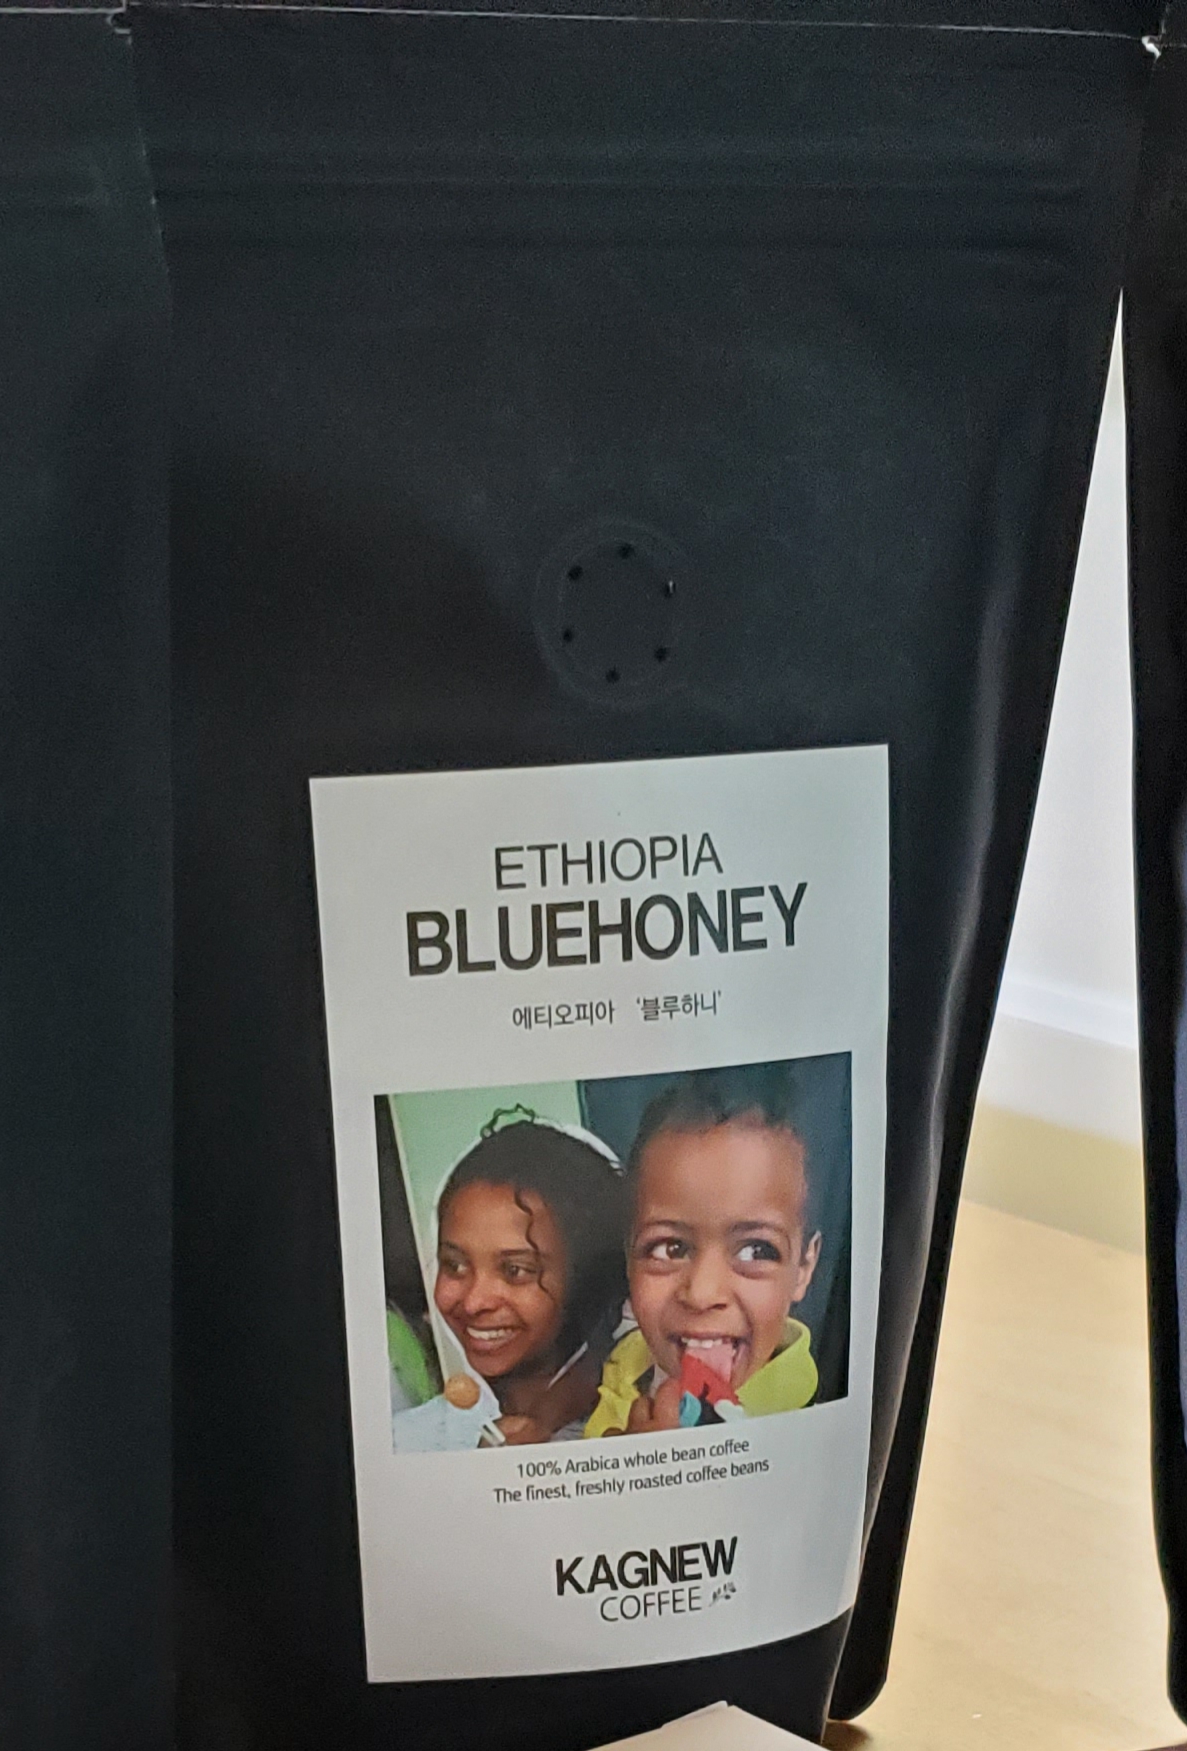 ETHIOPIA
BLUEHONEY
에티오피아 '블루하니'
100% Arabica whole bean coffee
The finest, freshly roasted coffee beans
KAGNEW
COFFEE